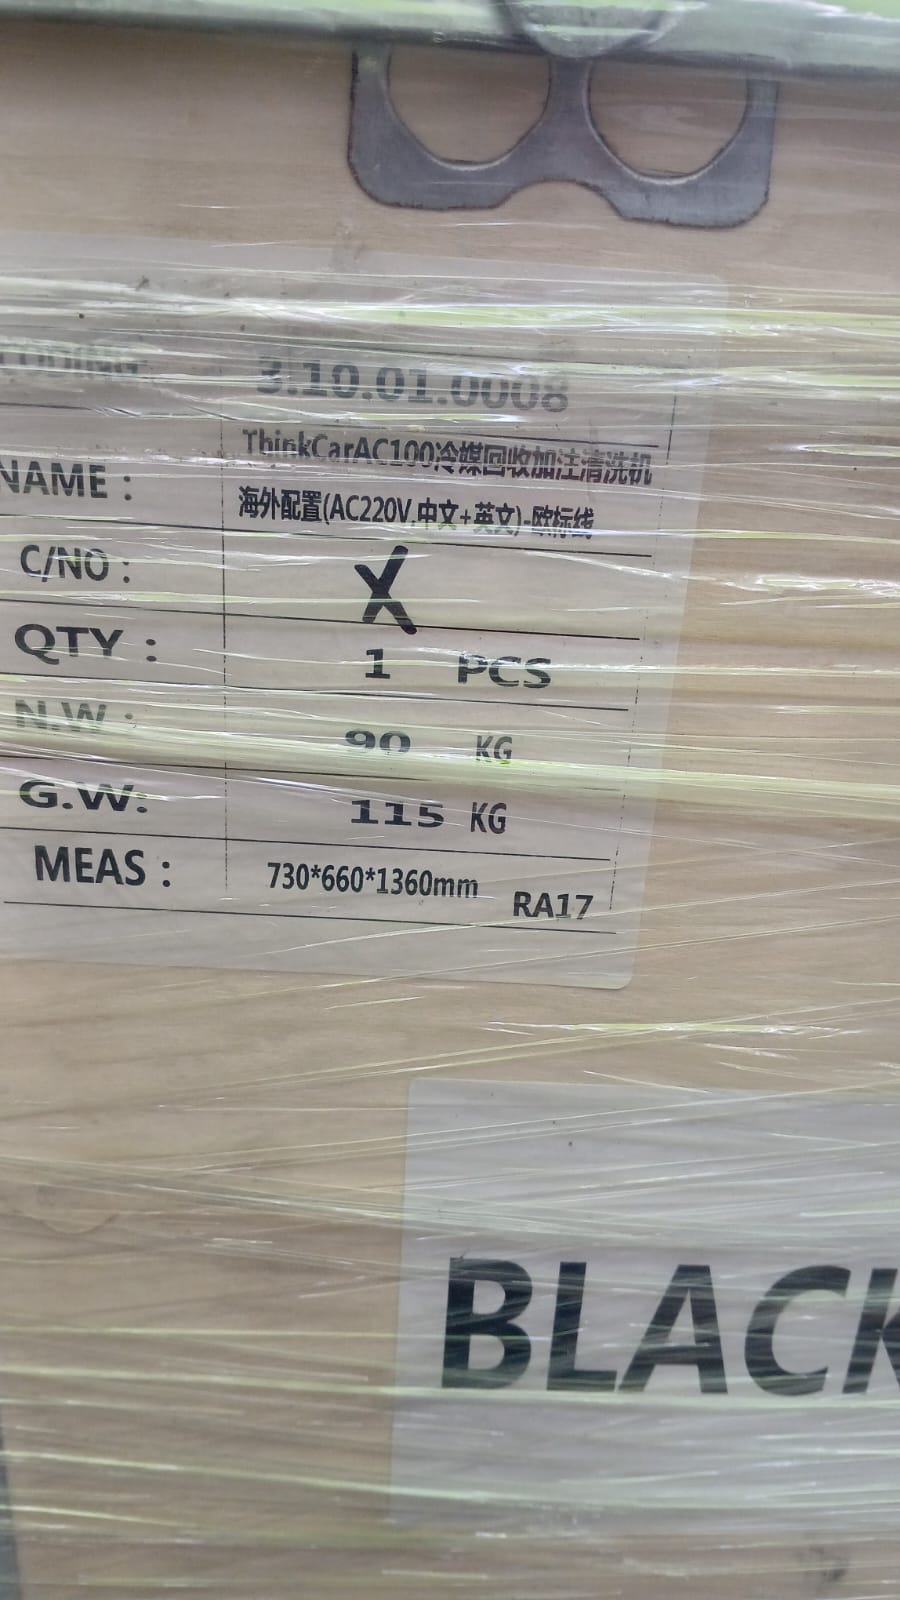 3.10.01.0008
NAME : ThinkCarAC100冷媒回收加注清洗机
海外配置(AC220V,中文+英文)-欧标线
C/NO : X
QTY : 1 PCS
N.W : 90 KG
G.W: 115 KG
MEAS : 730*660*1360mm RA17
BLACK